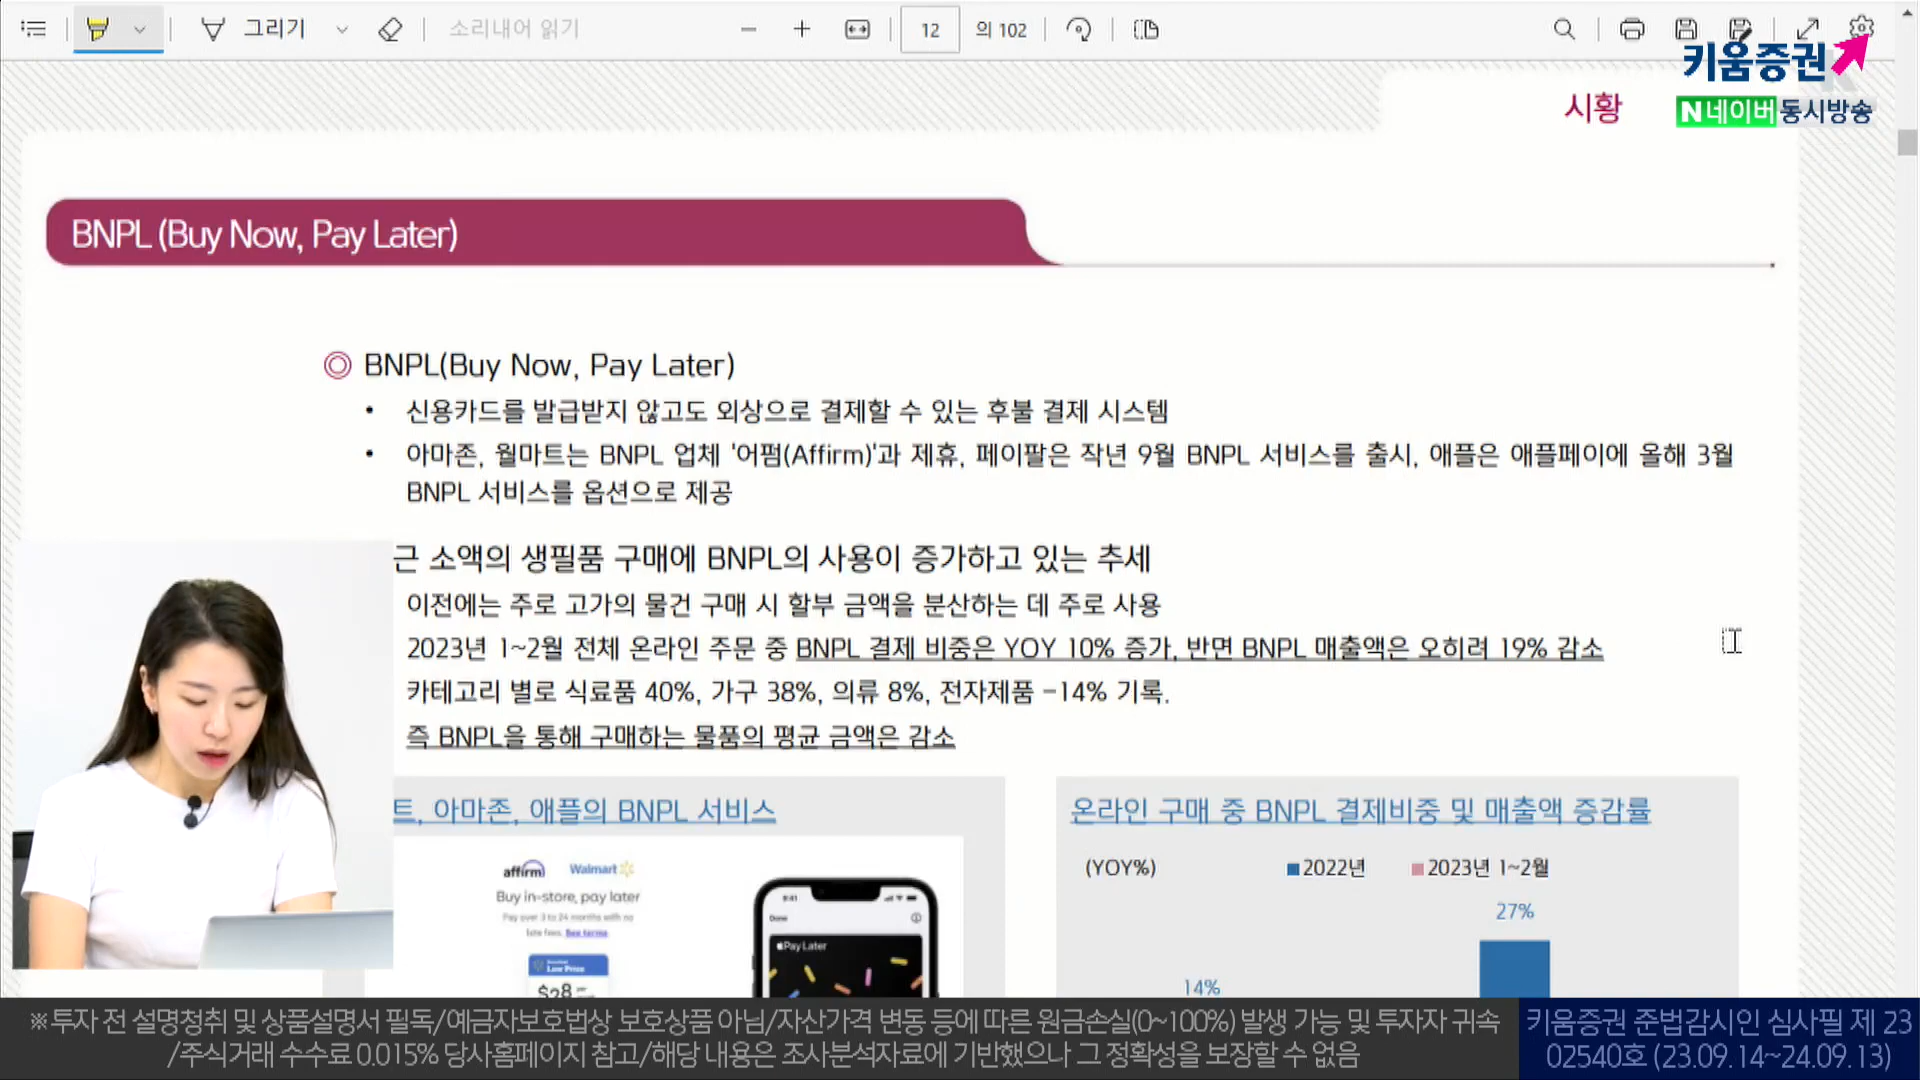 그리기
소리내어 읽기
12
의 102
키움증권
시황
N네이버 동시방송
BNPL (Buy Now, Pay Later)
BNPL(Buy Now, Pay Later)
• 신용카드를 발급받지 않고도 외상으로 결제할 수 있는 후불 결제 시스템
• 아마존, 월마트는 BNPL 업체 '어펌(Affirm)'과 제휴, 페이팔은 작년 9월 BNPL 서비스를 출시, 애플은 애플페이에 올해 3월
BNPL 서비스를 옵션으로 제공
근 소액의 생필품 구매에 BNPL의 사용이 증가하고 있는 추세
이전에는 주로 고가의 물건 구매 시 할부 금액을 분산하는 데 주로 사용
2023년 1~2월 전체 온라인 주문 중 BNPL 결제 비중은 YOY 10% 증가, 반면 BNPL 매출액은 오히려 19% 감소
카테고리 별로 식료품 40%, 가구 38%, 의류 8%, 전자제품 -14% 기록.
즉 BNPL을 통해 구매하는 물품의 평균 금액은 감소
트, 아마존, 애플의 BNPL 서비스
affirm Walmart
Buy in-store, pay later
Pay over 3 to 24 months with no
late fees. See terms
Low Price
$28
9:41
Done
Pay Later
온라인 구매 중 BNPL 결제비중 및 매출액 증감률
(YOY%)
2022년
2023년 1~2월
27%
14%
※투자 전 설명청취 및 상품설명서 필독/예금자보호법상 보호상품 아님/자산가격 변동 등에 따른 원금손실(0~100%) 발생 가능 및 투자자 귀속
/주식거래 수수료 0.015% 당사홈페이지 참고/해당 내용은 조사분석자료에 기반했으나 그 정확성을 보장할 수 없음
키움증권 준법감시인 심사필 제 23
02540호 (23.09.14~24.09.13)